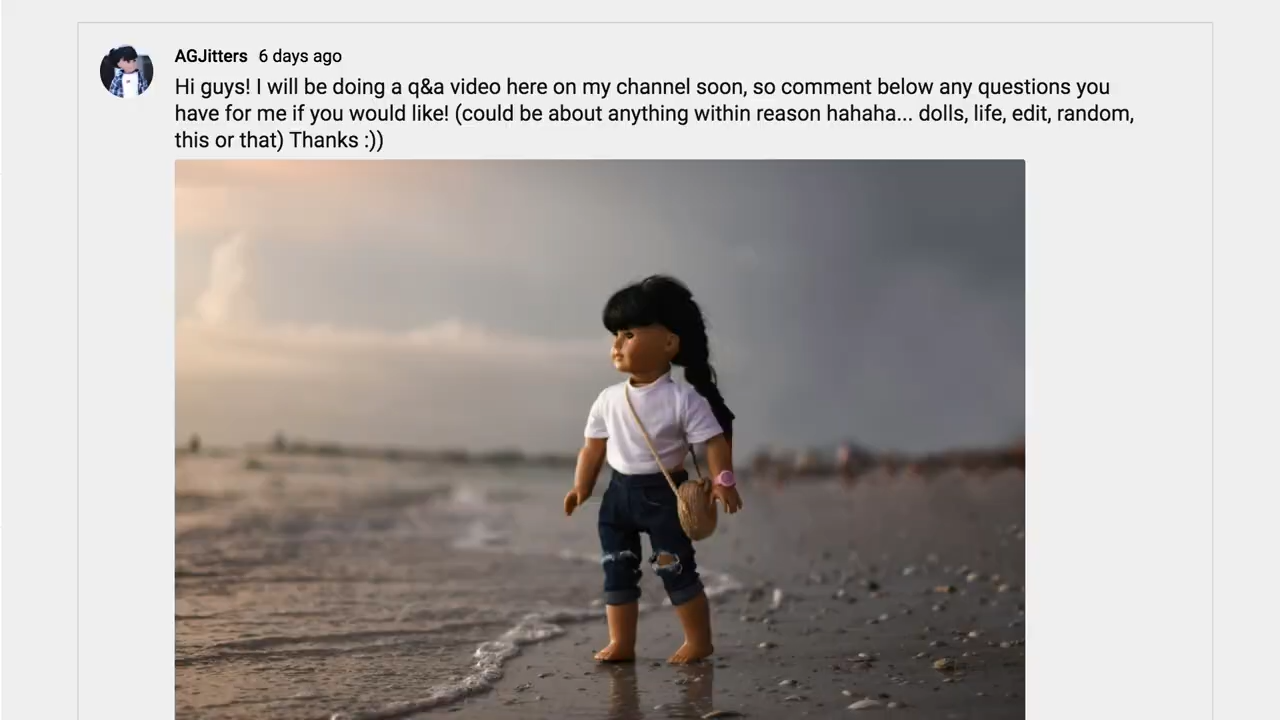 AGJitters 6 days ago
Hi guys! I will be doing a q&a video here on my channel soon, so comment below any questions you
have for me if you would like! (could be about anything within reason hahaha... dolls, life, edit, random,
this or that) Thanks :))